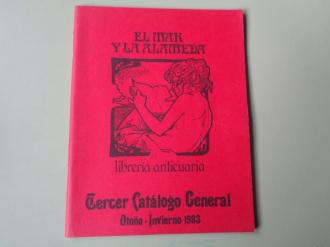 EL MAR
Y LA ALAMEDA
librería anticuaria
Tercer Catálogo General
Otoño - Invierno 1983